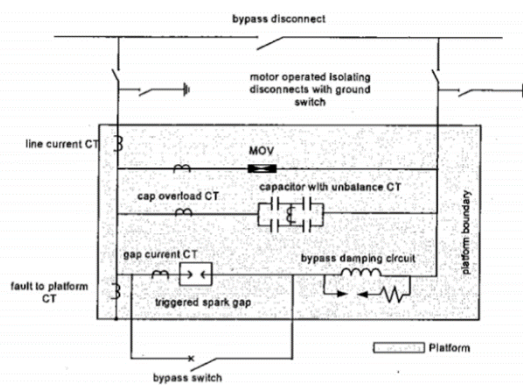 bypass disconnect
motor operated isolating
disconnects with ground
switch
line current CT
MOV
cap overload CT
capacitor with unbalance CT
gap current CT
bypass damping circuit
platform boundary
fault to platform
CT
triggered spark gap
Platform
bypass switch